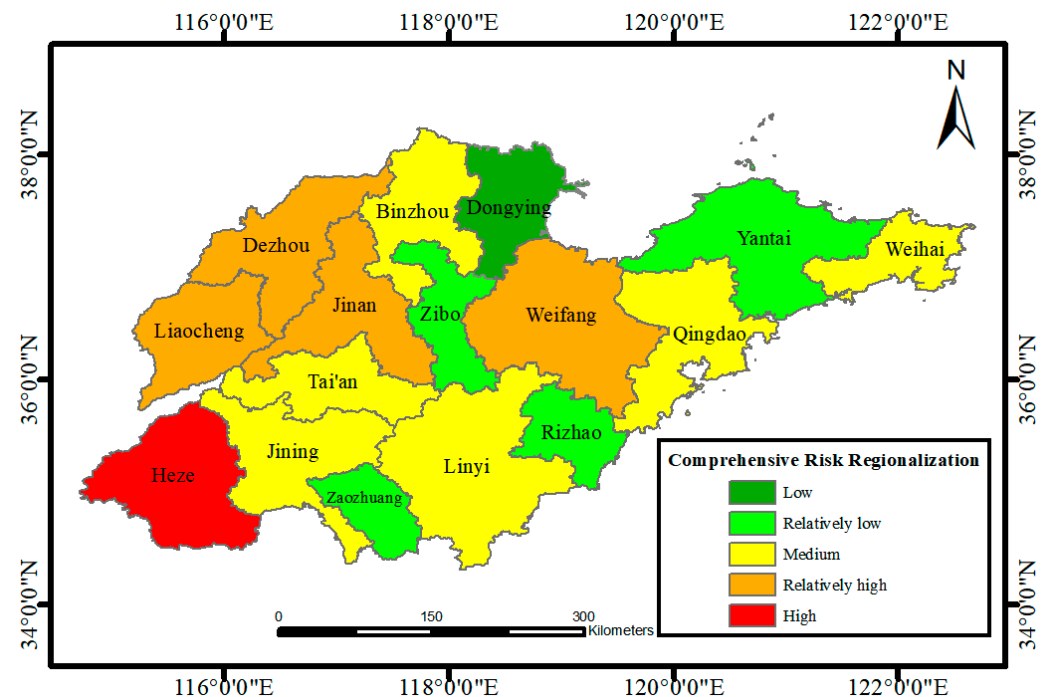 116°0'0"E 118°0'0"E 120°0'0"E 122°0'0"E
N
38°0'0"N 38°0'0"N
Binzhou
Dongying
Dezhou
Yantai
Weihai
Jinan
Zibo
Weifang
Liaocheng
Qingdao
36°0'0"N 36°0'0"N
Tai'an
Rizhao
Jining
Linyi
Heze
Zaozhuang
Comprehensive Risk Regionalization
Low
Relatively low
Medium
Relatively high
High
34°0'0"N 34°0'0"N
0 150 300
Kilometers
116°0'0"E 118°0'0"E 120°0'0"E 122°0'0"E